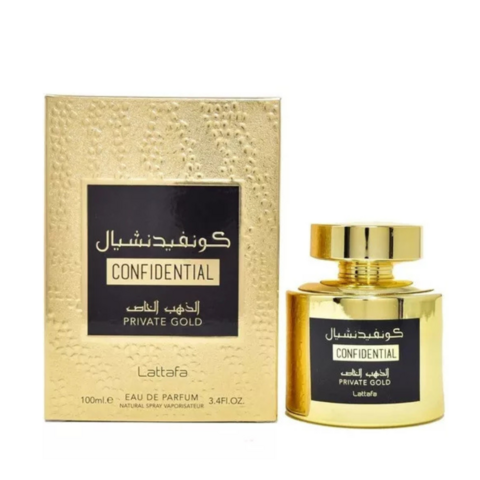 كونفيدنشيال
CONFIDENTIAL
الذهب الخاص
PRIVATE GOLD
Lattafa
100ml.e EAU DE PARFUM 3.4Fl.OZ.
NATURAL SPRAY VAPORISATEUR
كونفيدنشيال
CONFIDENTIAL
الذهب الخاص
PRIVATE GOLD
Lattafa